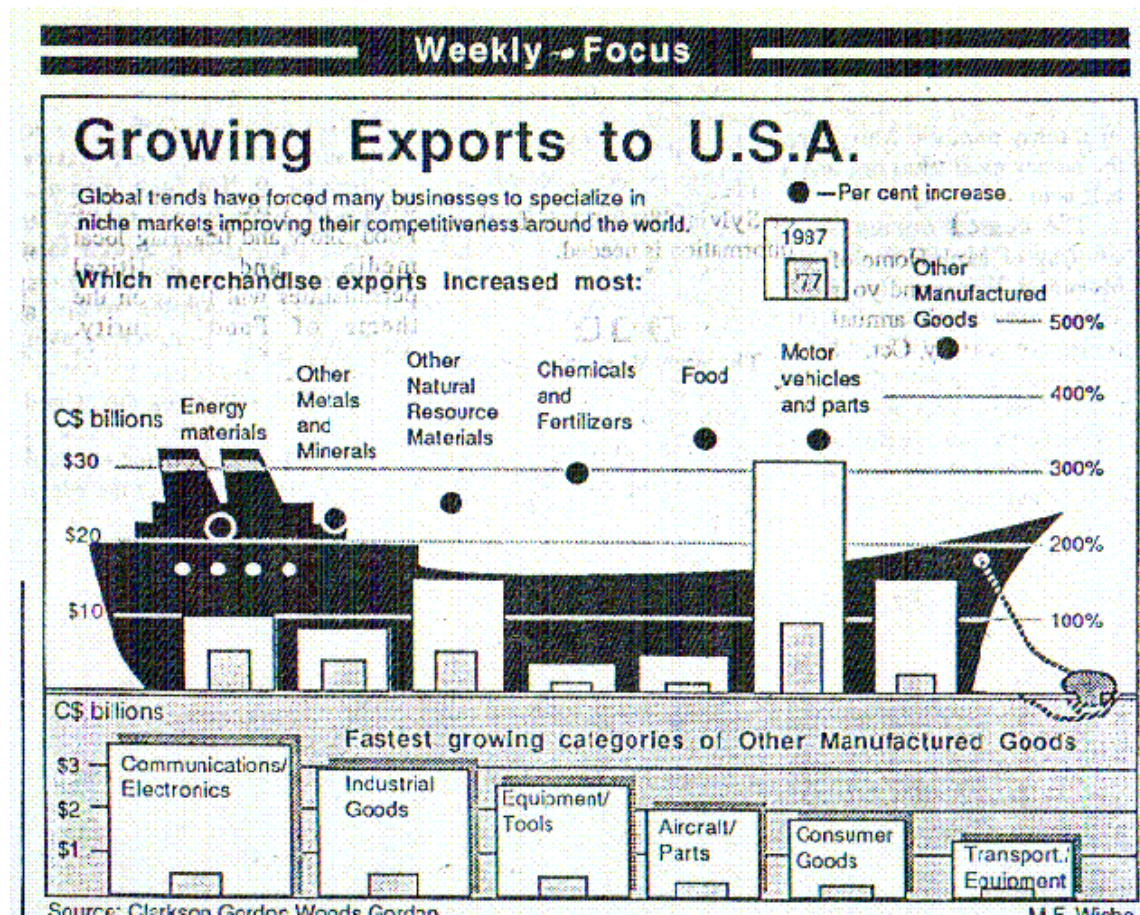 Weekly Focus
Growing Exports to U.S.A.
Global trends have forced many businesses to specialize in
niche markets improving their competitiveness around the world.
Which merchandise exports increased most:
—Per cent increase
1987
'77
Other
Manufactured
Goods
500%
Motor
vehicles
and parts
400%
Food
Chemicals
and
Fertilizers
Other
Natural
Resource
Materials
Other
Metals
and
Minerals
Energy
materials
C$ billions
$30
300%
$20
200%
$10
100%
C$ billions
Fastest growing categories of Other Manufactured Goods
$3
$2
$1
Communications/
Electronics
Industrial
Goods
Equipment/
Tools
Aircraft/
Parts
Consumer
Goods
Transport./
Equipment
Source: Clarkson Gordon Woods Gordon